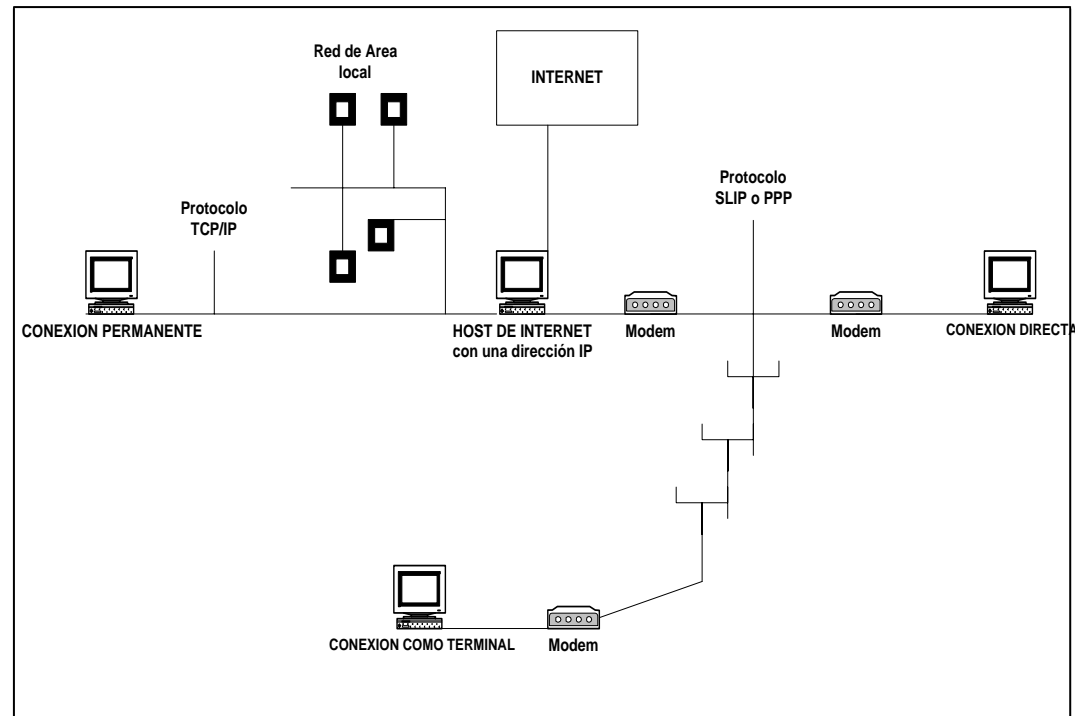 Red de Area
local
INTERNET
Protocolo
SLIP o PPP
Protocolo
TCP/IP
CONEXION PERMANENTE
HOST DE INTERNET
con una dirección IP
Modem
Modem
CONEXION DIRECTA
CONEXION COMO TERMINAL
Modem